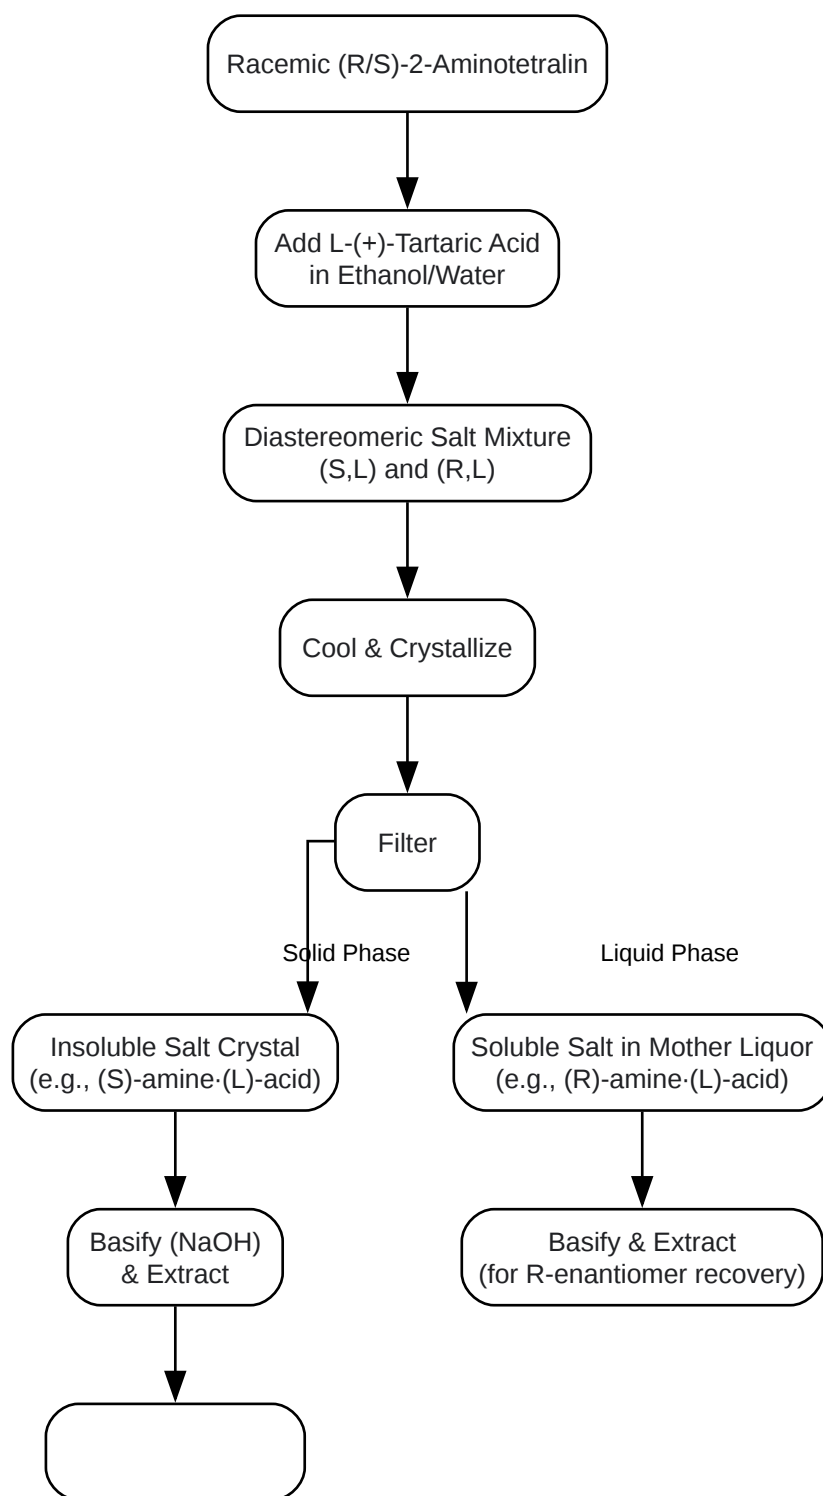 Racemic (R/S)-2-Aminotetralin
Add L-(+)-Tartaric Acid
in Ethanol/Water
Diastereomeric Salt Mixture
(S,L) and (R,L)
Cool & Crystallize
Filter
Solid Phase
Liquid Phase
Insoluble Salt Crystal
(e.g., (S)-amine·(L)-acid)
Soluble Salt in Mother Liquor
(e.g., (R)-amine·(L)-acid)
Basify (NaOH)
& Extract
Basify & Extract
(for R-enantiomer recovery)